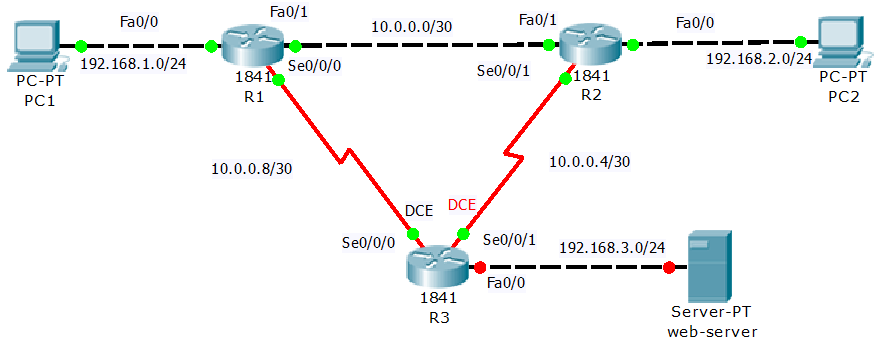 Fa0/0
Fa0/1
10.0.0.0/30
Fa0/1
Fa0/0
192.168.1.0/24
Se0/0/0
Se0/0/1
192.168.2.0/24
PC-PT
PC1
1841
R1
1841
R2
PC-PT
PC2
10.0.0.8/30
10.0.0.4/30
DCE
DCE
Se0/0/0
Se0/0/1
192.168.3.0/24
Fa0/0
1841
R3
Server-PT
web-server